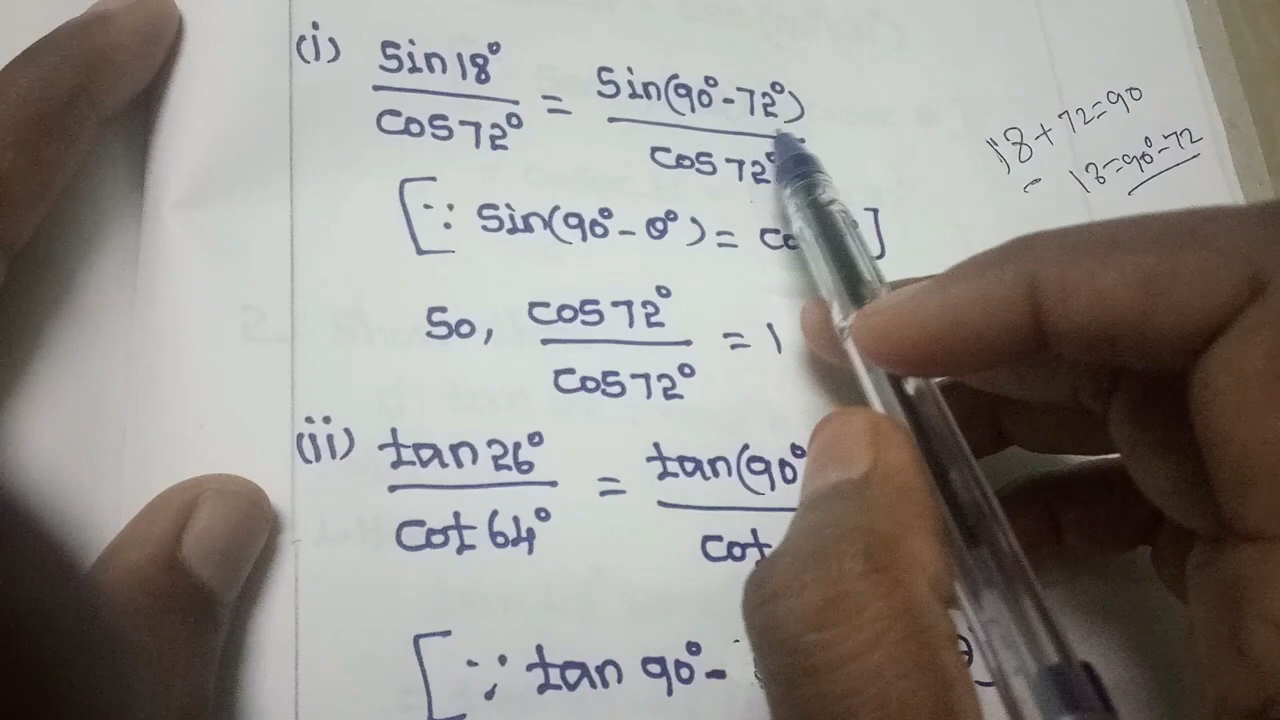 (i) sin18° / cos72° = sin(90°-72°) / cos72°
18+72=90
18=90°-72
[∵ sin(90°-θ°)= ]
So, cos72° / cos72° = 1
(ii) tan26° / cot64° = tan(90° / cot
[∵ tan 90°-